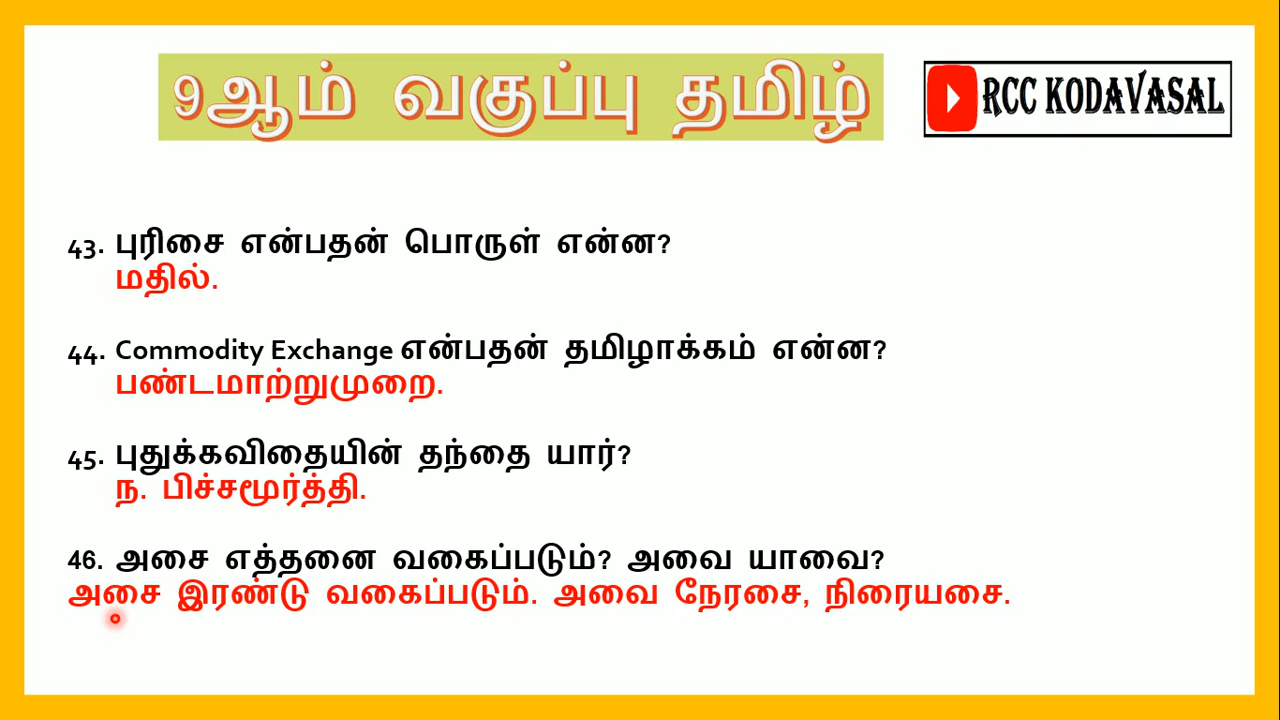 9ஆம் வகுப்பு தமிழ்
RCC KODAVASAL
43. புரிசை என்பதன் பொருள் என்ன?
மதில்.
44. Commodity Exchange என்பதன் தமிழாக்கம் என்ன?
பண்டமாற்றுமுறை.
45. புதுக்கவிதையின் தந்தை யார்?
ந. பிச்சமூர்த்தி.
46. அசை எத்தனை வகைப்படும்? அவை யாவை?
அசை இரண்டு வகைப்படும். அவை நேரசை, நிரையசை.